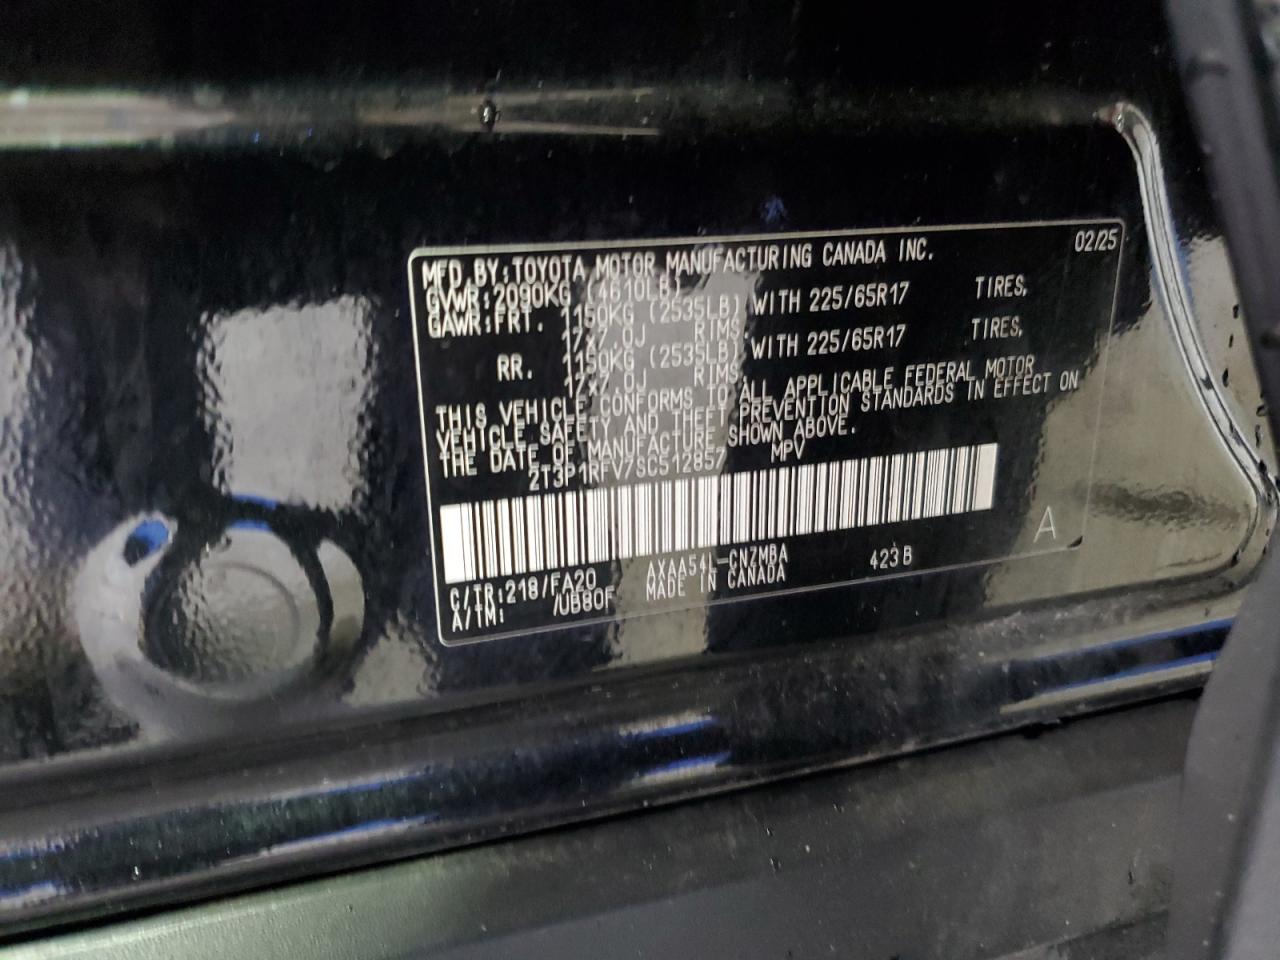 MFD.BY:TOYOTA MOTOR MANUFACTURING CANADA INC. 02/25
GVWR:2090KG (4610LB)
GAWR:FRT. 1150KG (2535LB) WITH 225/65R17 TIRES,
17x7.0J RIMS
RR. 1150KG (2535LB) WITH 225/65R17 TIRES,
17x7.0J RIMS
THIS VEHICLE CONFORMS TO ALL APPLICABLE FEDERAL MOTOR
VEHICLE SAFETY AND THEFT PREVENTION STANDARDS IN EFFECT ON
THE DATE OF MANUFACTURE SHOWN ABOVE.
2T3P1RFV7SC512857 MPV
A
C/TR:218/FA20 AXAA54L-CNZMBA 423B
A/TM: /UB80F MADE IN CANADA